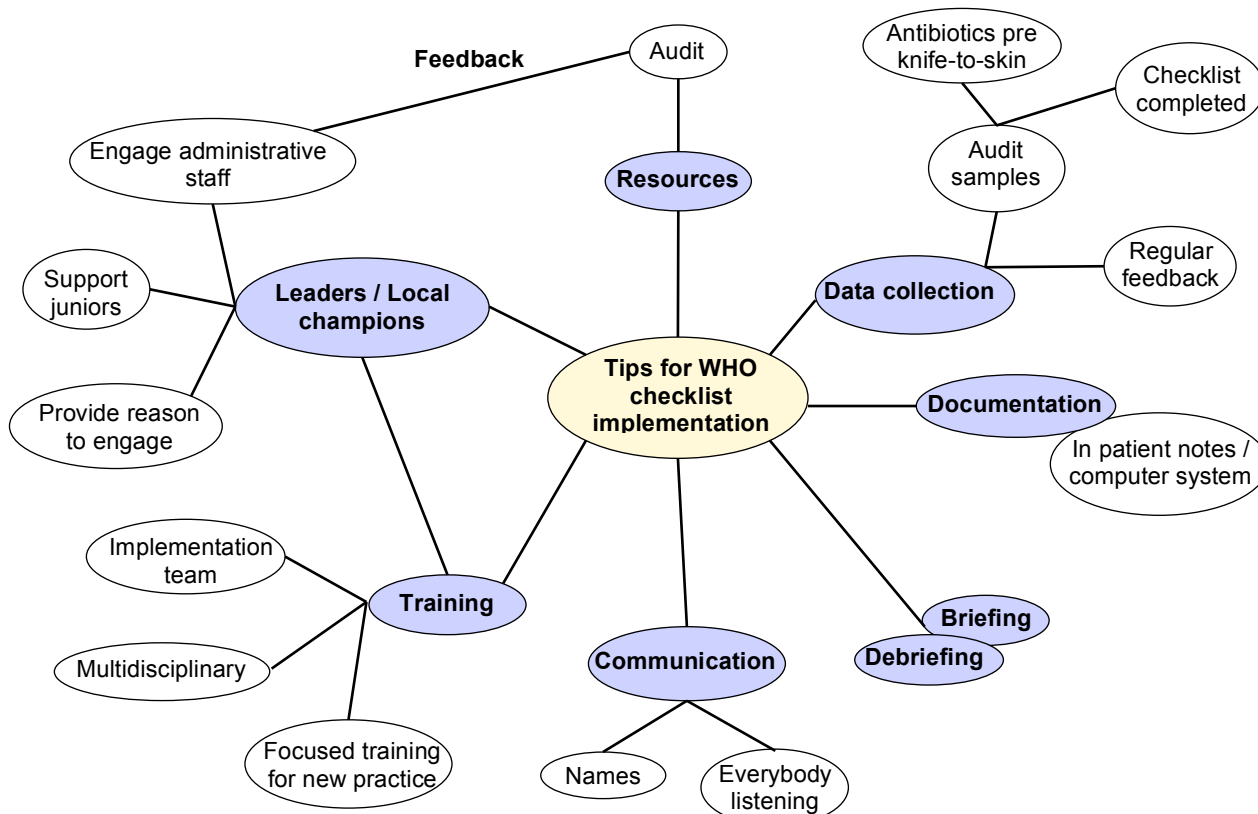 Feedback
Audit
Antibiotics pre
knife-to-skin
Checklist
completed
Engage administrative
staff
Resources
Audit
samples
Support
juniors
Leaders / Local
champions
Data collection
Regular
feedback
Tips for WHO
checklist
implementation
Provide reason
to engage
Documentation
In patient notes /
computer system
Implementation
team
Training
Briefing
Debriefing
Communication
Multidisciplinary
Focused training
for new practice
Names
Everybody
listening